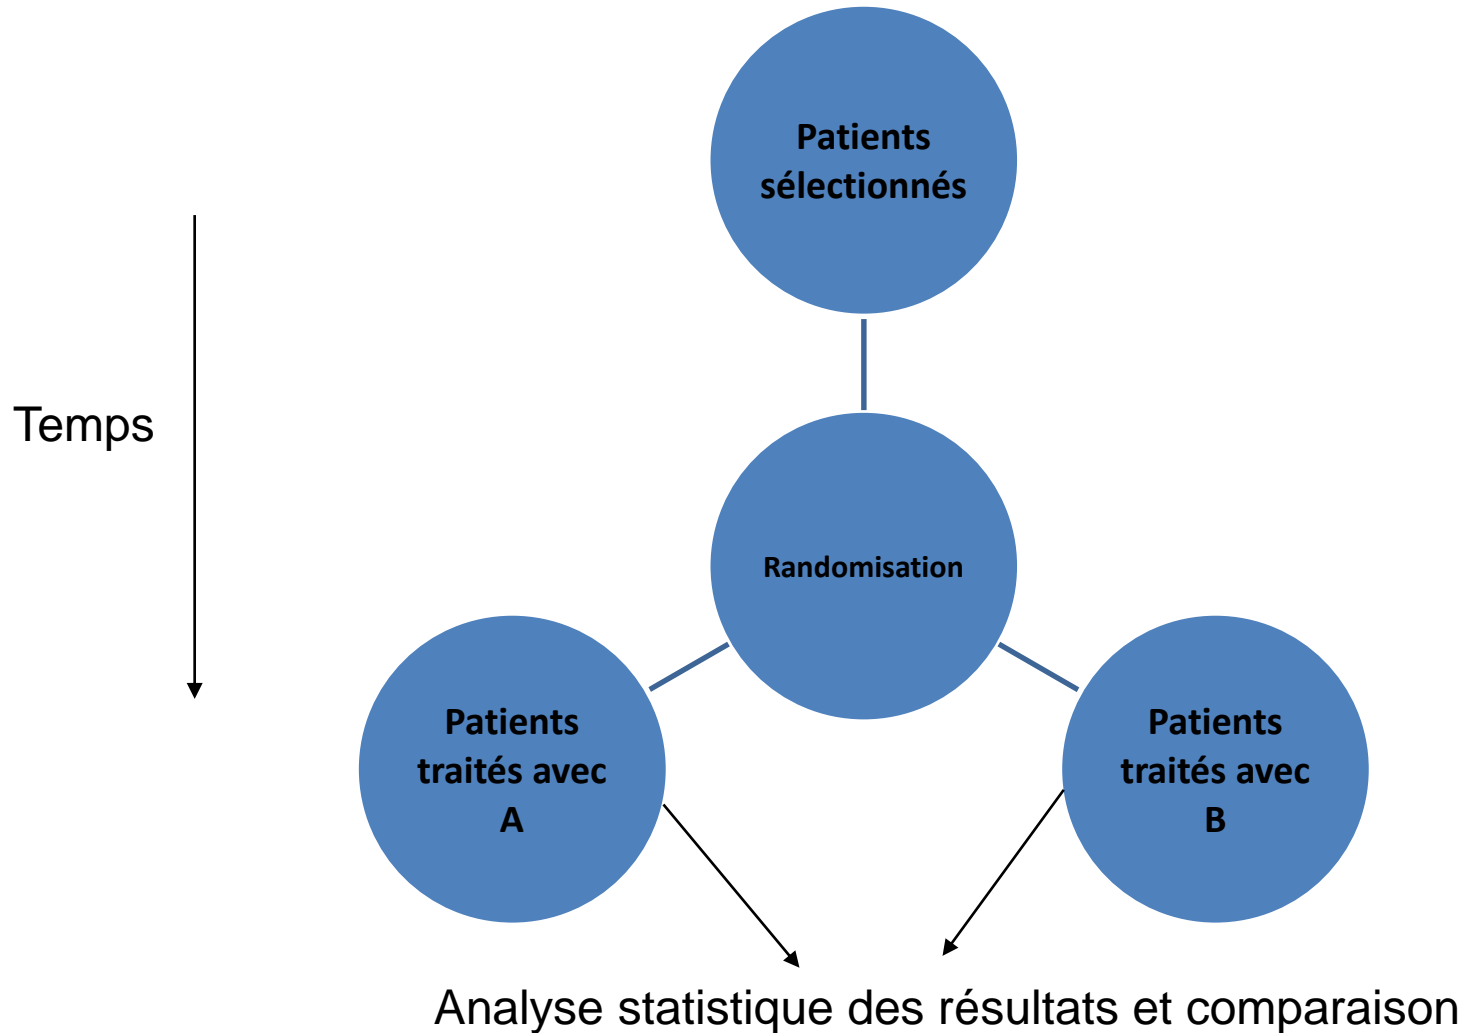 Patients
sélectionnés
Temps
Randomisation
Patients
traités avec
A
Patients
traités avec
B
Analyse statistique des résultats et comparaison